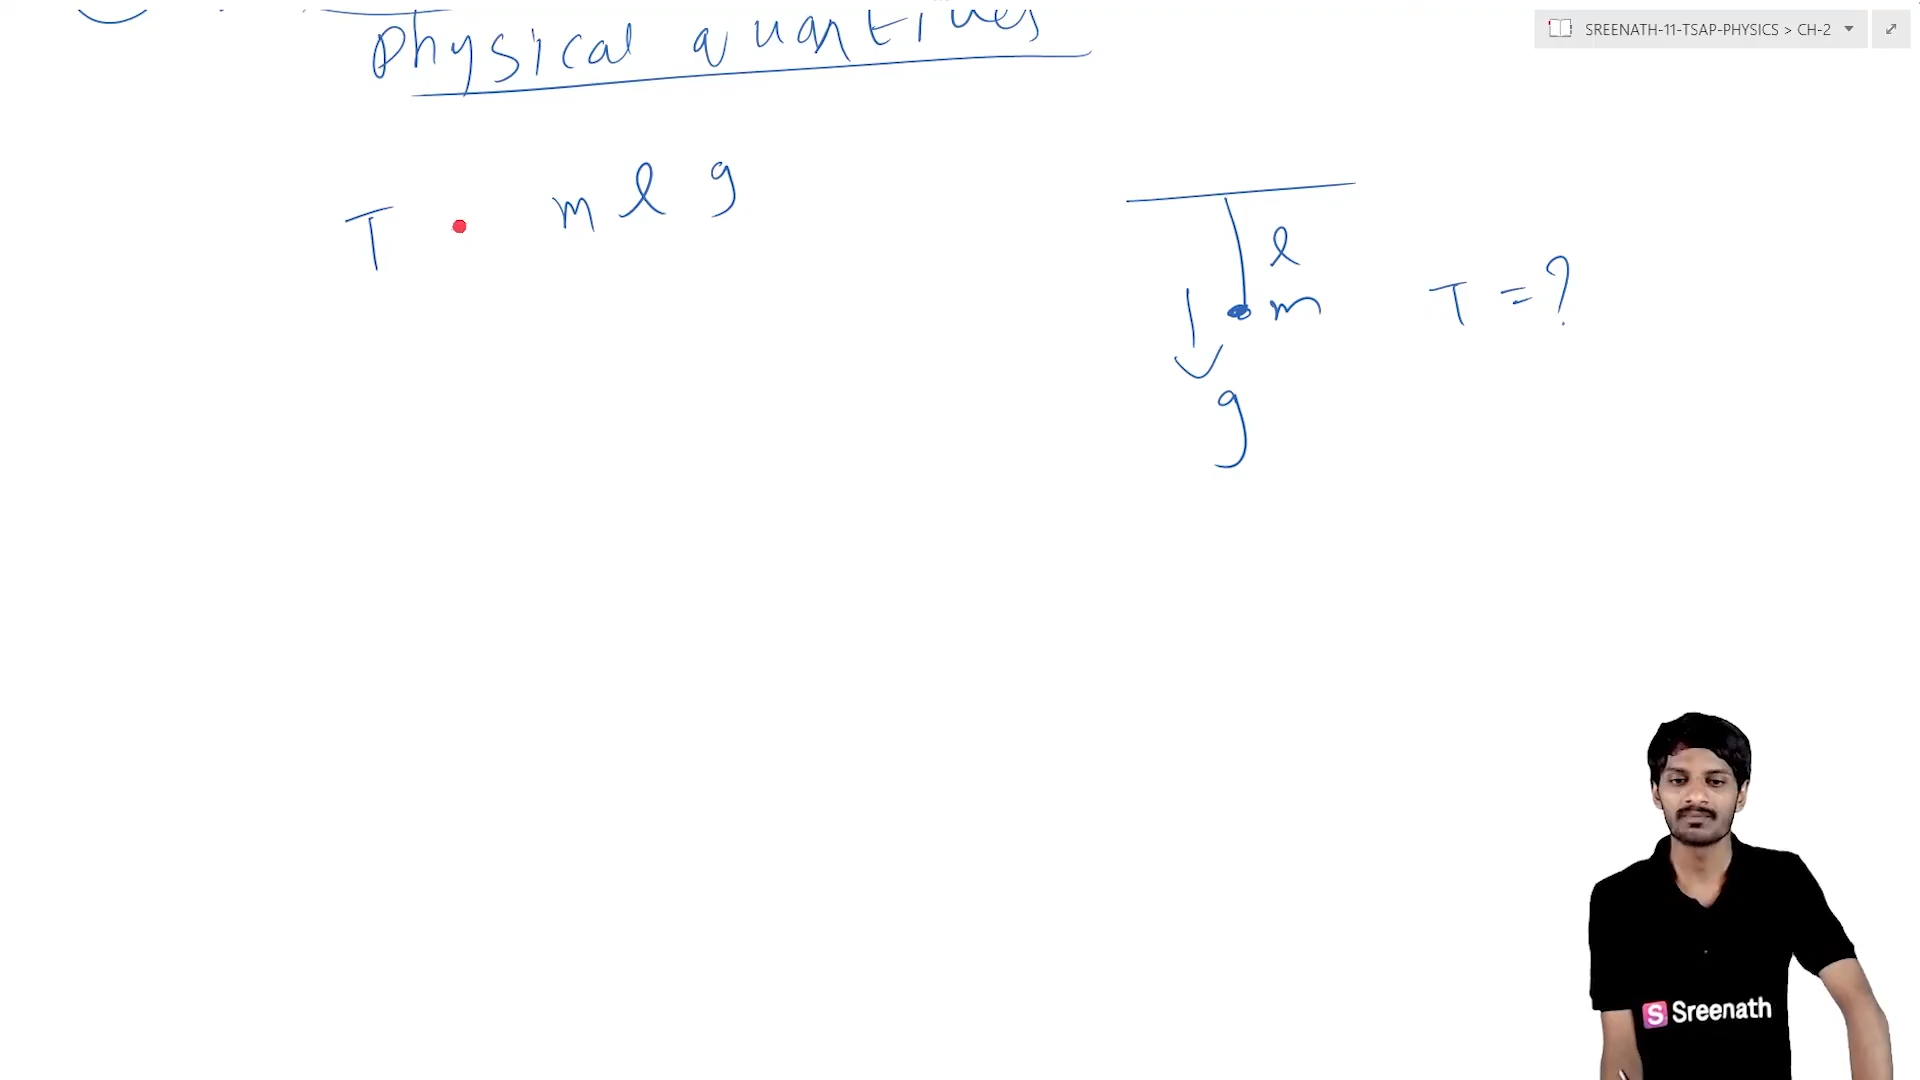 SREENATH-11-TSAP-PHYSICS > CH-2
Physical quantities
T m l g
l
m
T = ?
g
S Sreenath